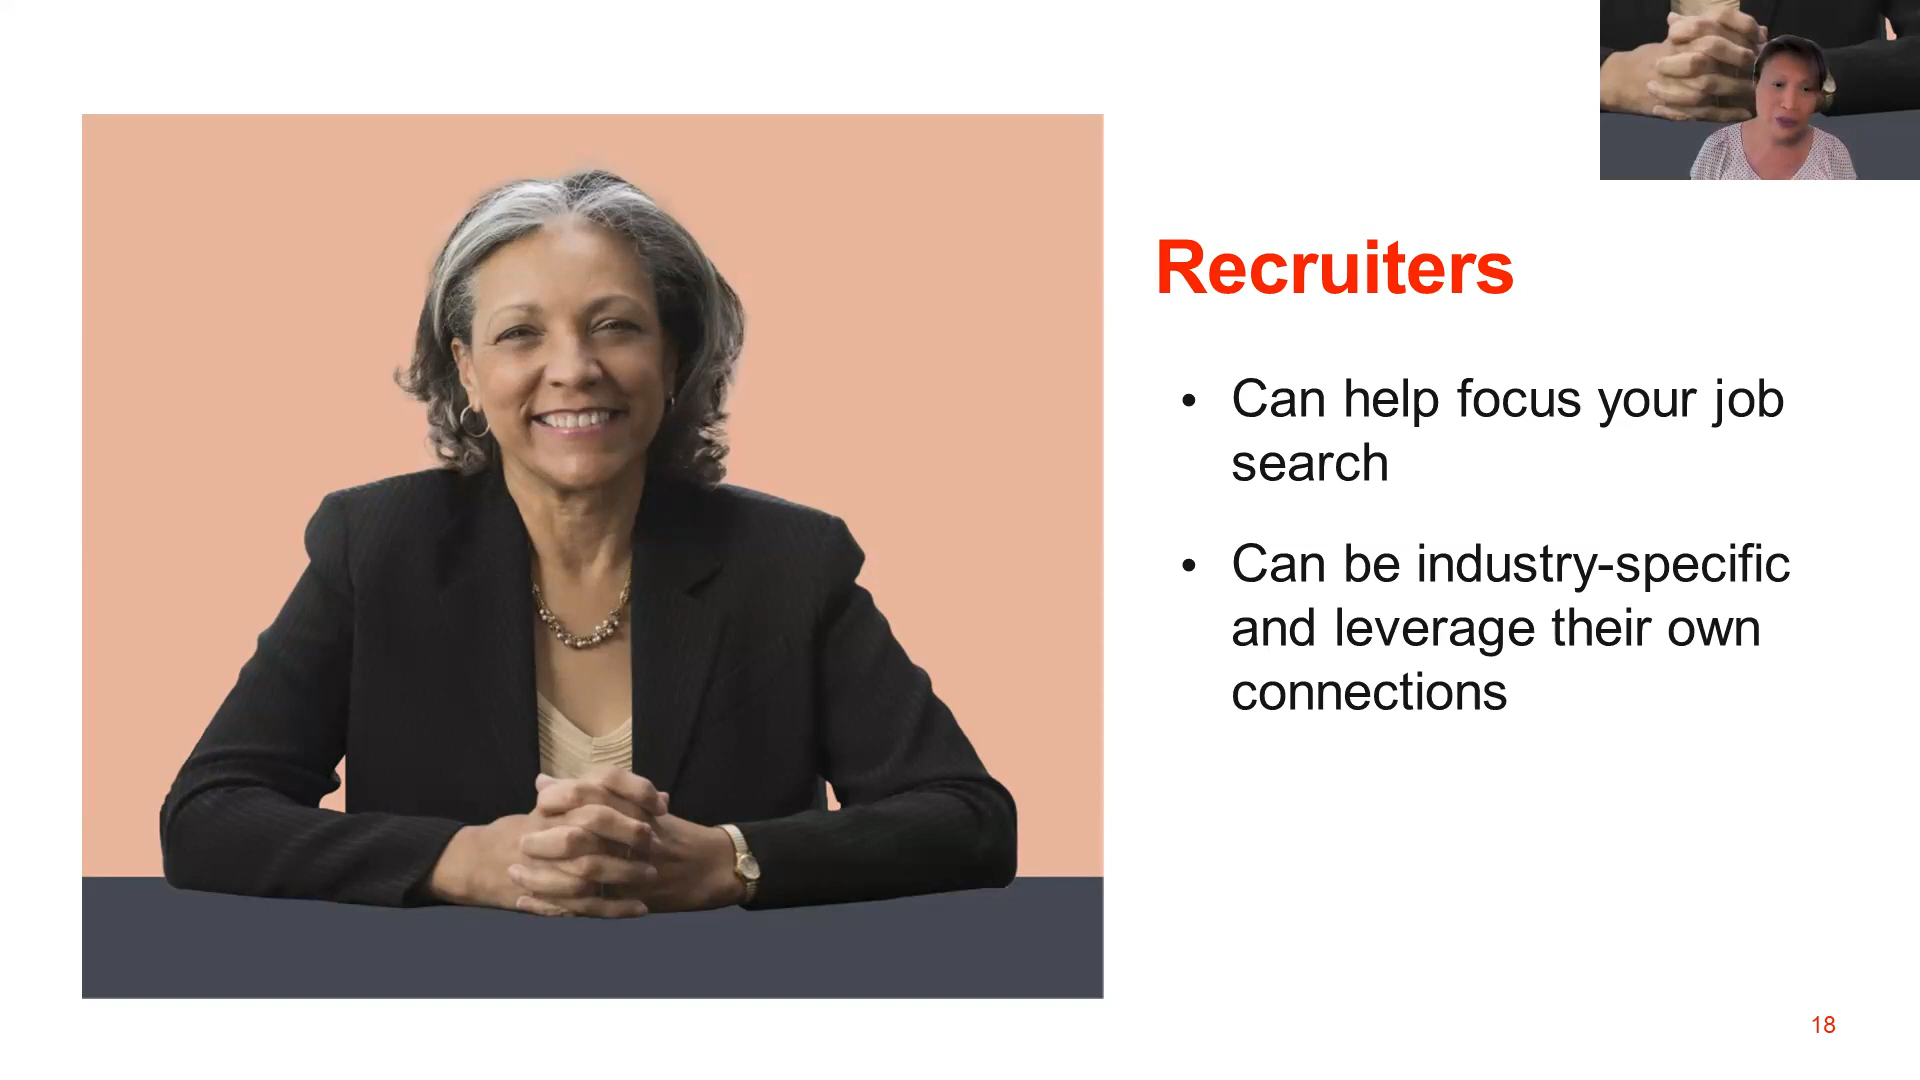 Recruiters
• Can help focus your job
search
• Can be industry-specific
and leverage their own
connections
18